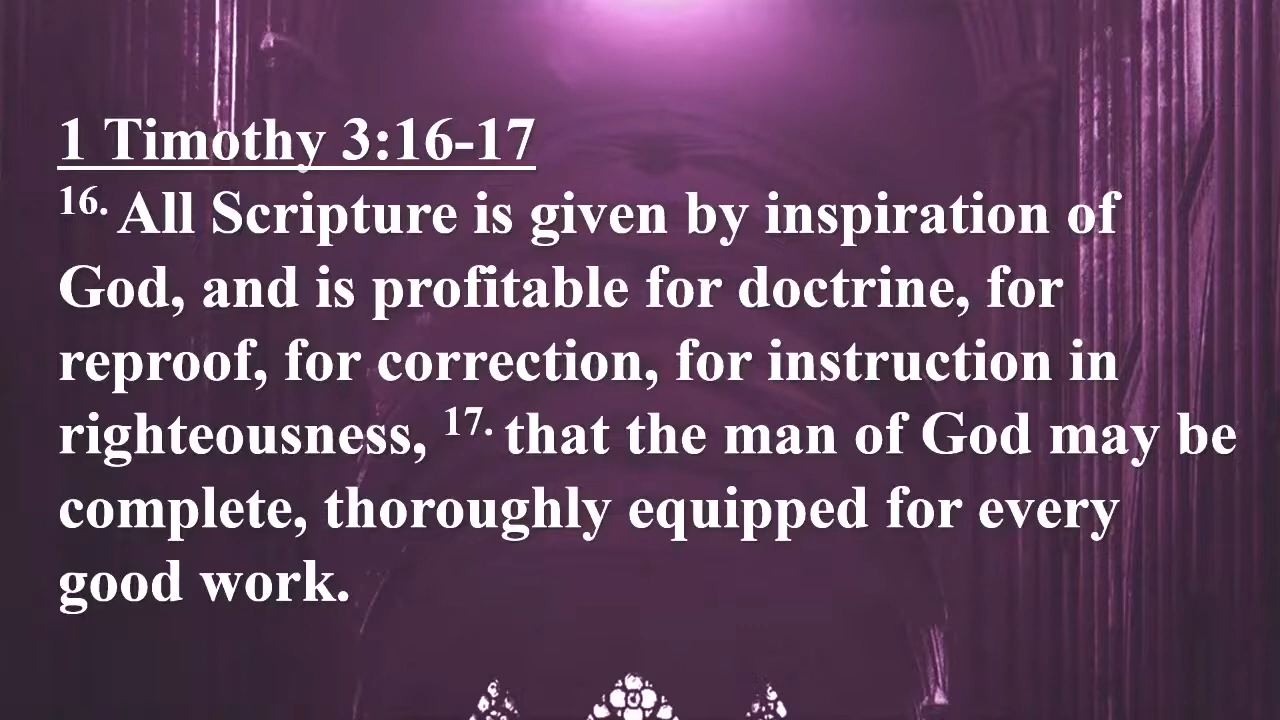 1 Timothy 3:16-17
16. All Scripture is given by inspiration of
God, and is profitable for doctrine, for
reproof, for correction, for instruction in
righteousness, 17. that the man of God may be
complete, thoroughly equipped for every
good work.